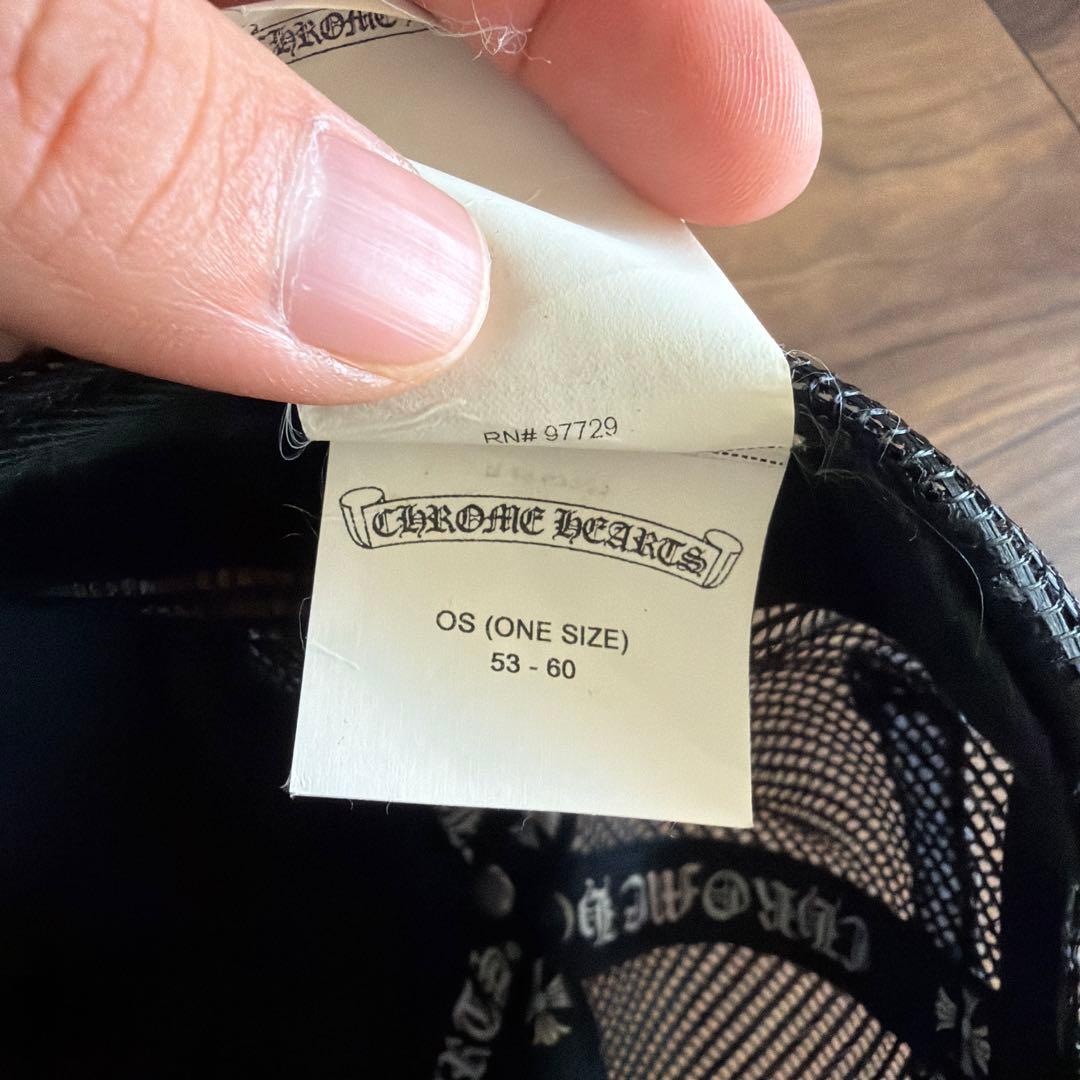 CHROME
RN# 97729
CHROME HEARTS
OS (ONE SIZE)
53 - 60
CHROME H